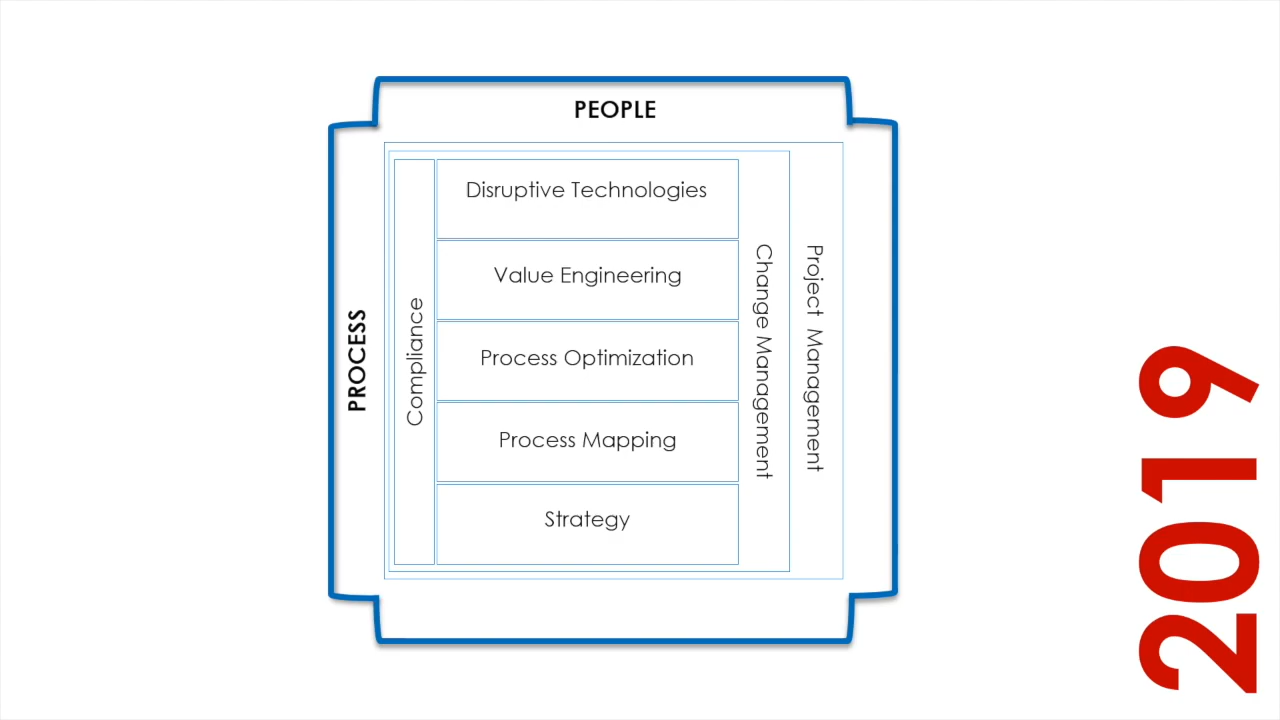 PEOPLE
PROCESS
Compliance
Disruptive Technologies
Value Engineering
Process Optimization
Process Mapping
Strategy
Change Management
Project Management
2019